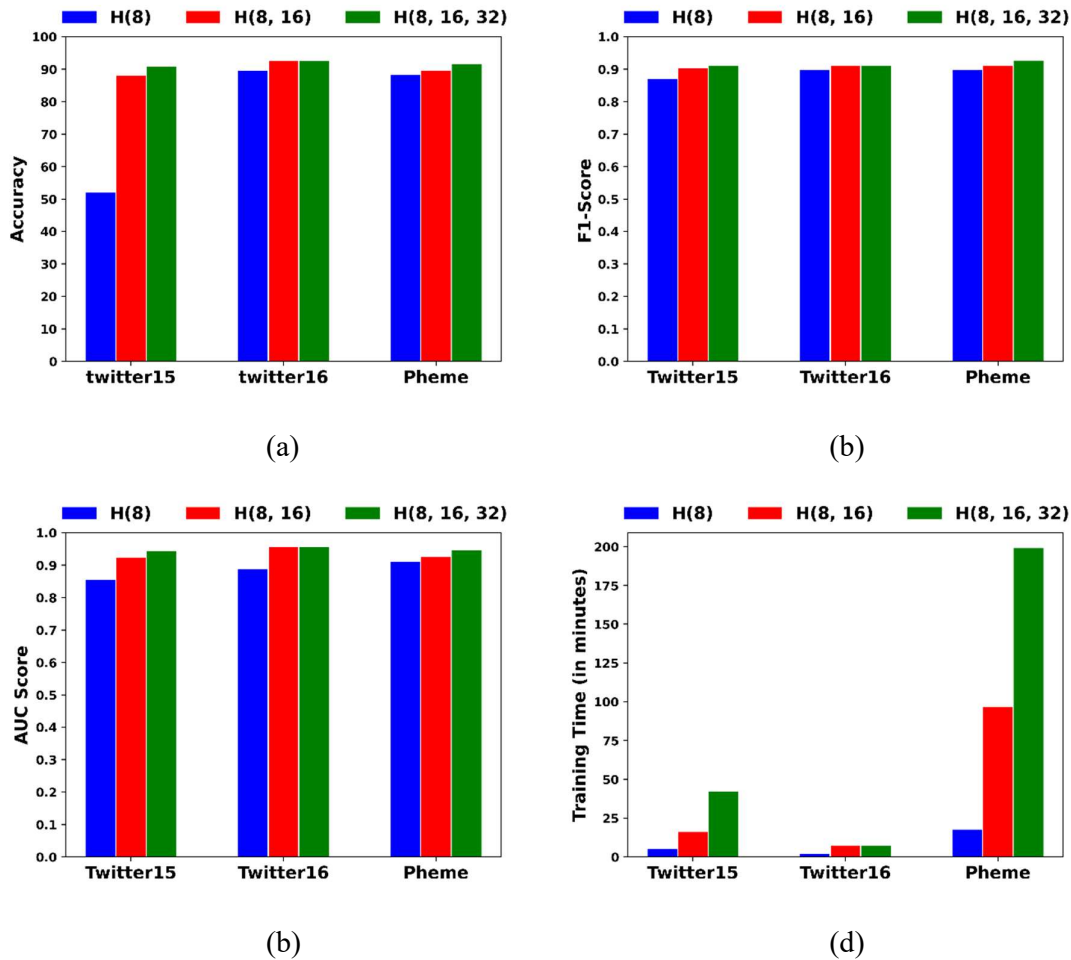 H(8) H(8, 16) H(8, 16, 32)
100
90
80
70
60
50
40
30
20
10
0
Accuracy
twitter15 twitter16 Pheme
(a)
H(8) H(8, 16) H(8, 16, 32)
1.0
0.9
0.8
0.7
0.6
0.5
0.4
0.3
0.2
0.1
0.0
F1-Score
Twitter15 Twitter16 Pheme
(b)
H(8) H(8, 16) H(8, 16, 32)
1.0
0.9
0.8
0.7
0.6
0.5
0.4
0.3
0.2
0.1
0.0
AUC Score
Twitter15 Twitter16 Pheme
(b)
H(8) H(8, 16) H(8, 16, 32)
200
175
150
125
100
75
50
25
0
Training Time (in minutes)
Twitter15 Twitter16 Pheme
(d)